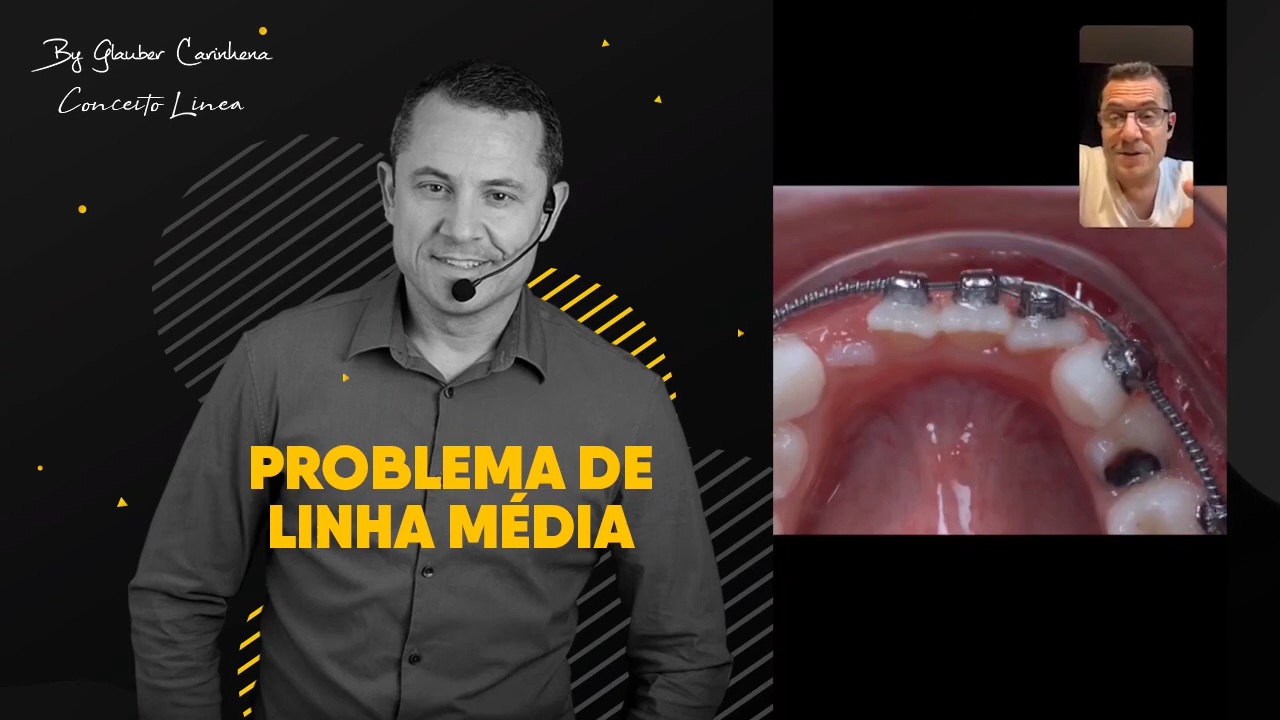 By Glauber Carinhena
Conceito Linea
PROBLEMA DE
LINHA MÉDIA